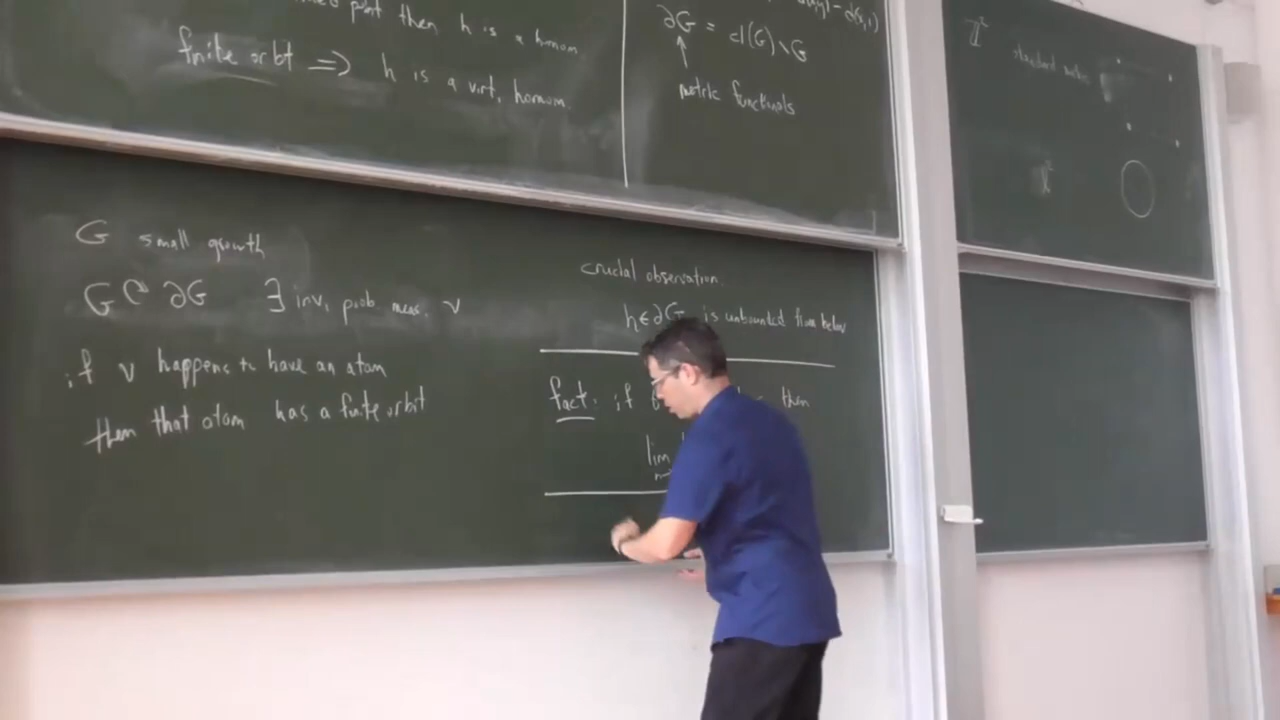 point then h is a homom
finite orbt ⟹ h is a virt. homom.
∂G = cl(G) \ G
metric functionals
ℤ²
standard
G small growth
G ↻ ∂G ∃ inv. prob. meas. ν
if ν happens to have an atom
then that atom has a finite orbit
crucial observation
h ∈ ∂G is unbounded from below
fact: if then
lim